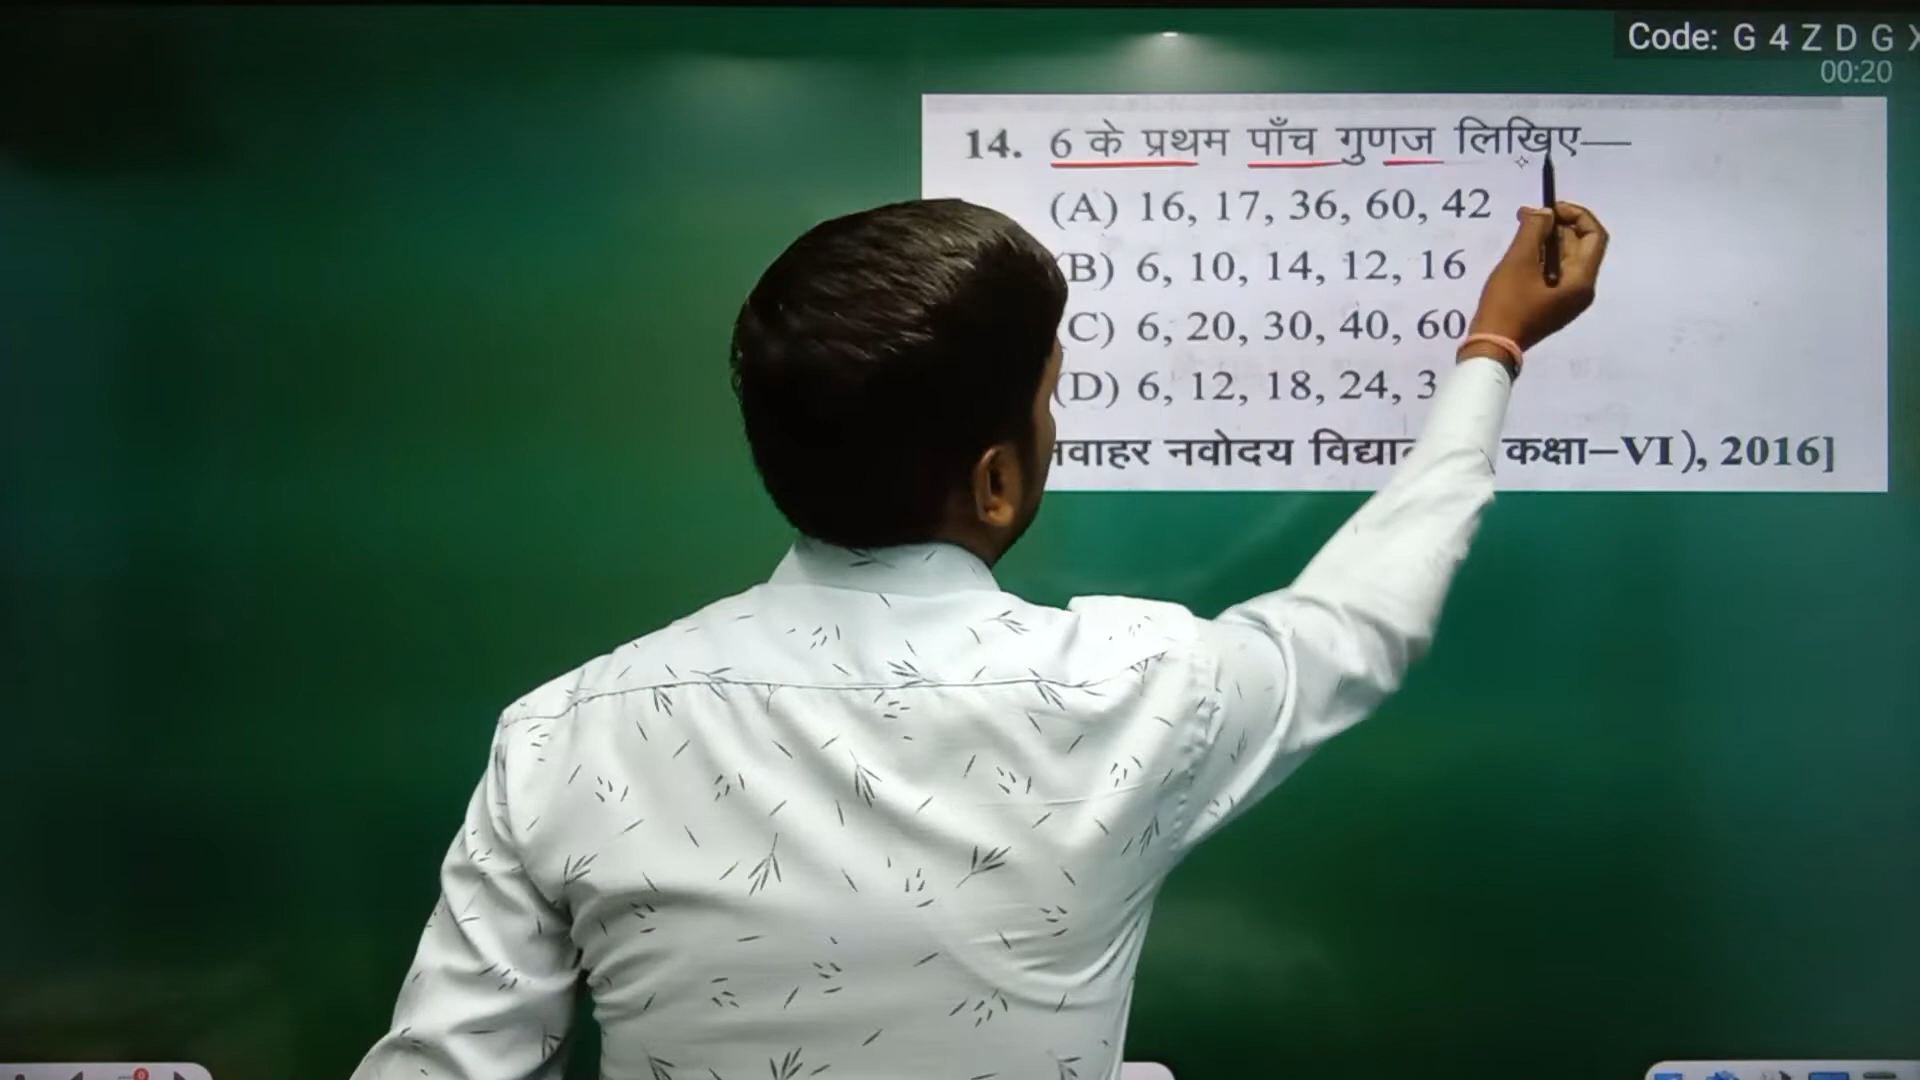 Code: G 4 Z D G
00:20
14. 6 के प्रथम पाँच गुणज लिखिए—
(A) 16, 17, 36, 60, 42
(B) 6, 10, 14, 12, 16
(C) 6, 20, 30, 40, 60
(D) 6, 12, 18, 24, 3
नवोदय कक्षा–VI), 2016]